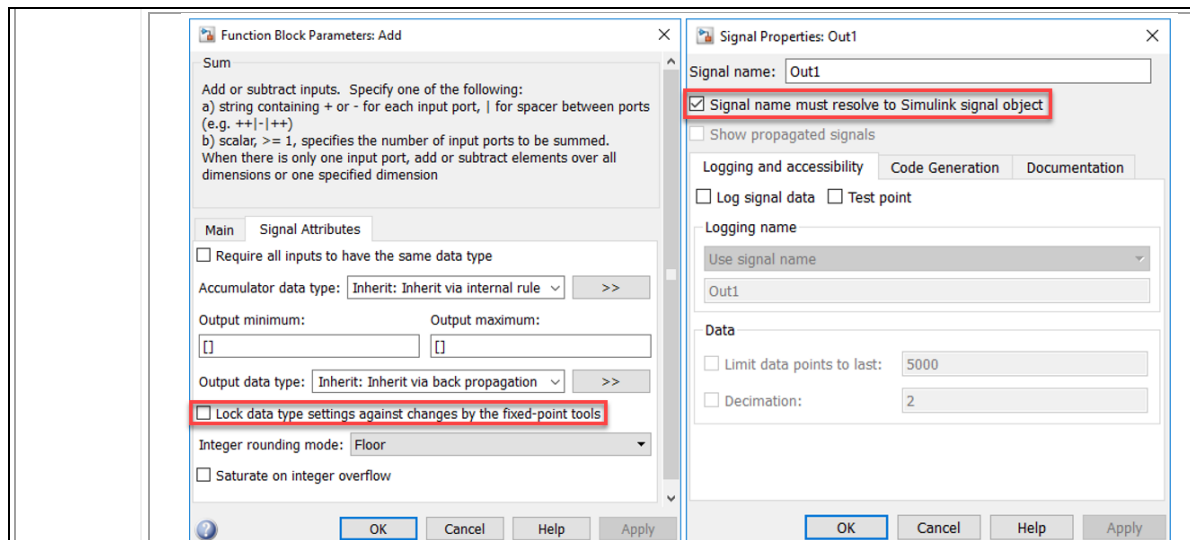 Function Block Parameters: Add
Sum
Add or subtract inputs. Specify one of the following:
a) string containing + or - for each input port, | for spacer between ports
(e.g. ++|-|++)
b) scalar, >= 1, specifies the number of input ports to be summed.
When there is only one input port, add or subtract elements over all
dimensions or one specified dimension
Main Signal Attributes
Require all inputs to have the same data type
Accumulator data type: Inherit: Inherit via internal rule >>
Output minimum: Output maximum:
[] []
Output data type: Inherit: Inherit via back propagation >>
Lock data type settings against changes by the fixed-point tools
Integer rounding mode: Floor
Saturate on integer overflow
? OK Cancel Help Apply
Signal Properties: Out1
Signal name: Out1
Signal name must resolve to Simulink signal object
Show propagated signals
Logging and accessibility Code Generation Documentation
Log signal data Test point
Logging name
Use signal name
Out1
Data
Limit data points to last: 5000
Decimation: 2
OK Cancel Help Apply